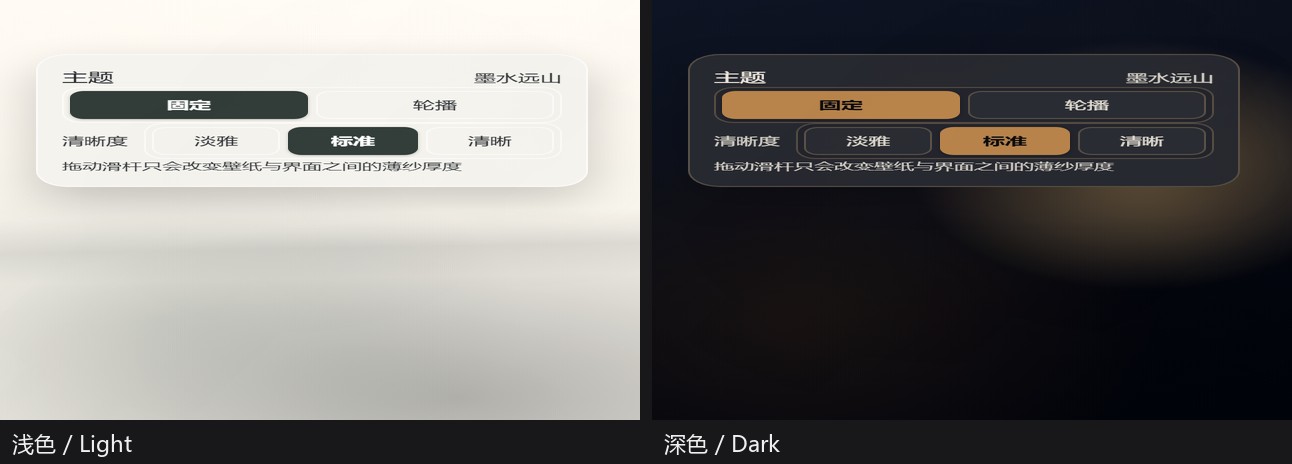 主题 墨水远山
固定 轮播
清晰度 淡雅 标准 清晰
拖动滑杆只会改变壁纸与界面之间的薄纱厚度
浅色 / Light
主题 墨水远山
固定 轮播
清晰度 淡雅 标准 清晰
拖动滑杆只会改变壁纸与界面之间的薄纱厚度
深色 / Dark